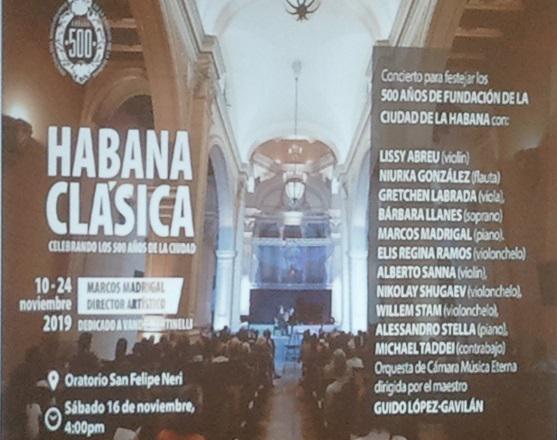 500
HABANA
CLÁSICA
CELEBRANDO LOS 500 AÑOS DE LA CIUDAD
10 - 24
noviembre
2019
MARCOS MADRIGAL
DIRECTOR ARTÍSTICO
DEDICADO A
Oratorio San Felipe Neri
Sábado 16 de noviembre,
4:00pm
Concierto para festejar los
500 AÑOS DE FUNDACIÓN DE LA
CIUDAD DE LA HABANA con:
LISSY ABREU (violín)
NIURKA GONZÁLEZ (flauta)
GRETCHEN LABRADA (viola),
BÁRBARA LLANES (soprano)
MARCOS MADRIGAL (piano).
ELIS REGINA RAMOS (violonchelo)
ALBERTO SANNA (violín),
NIKOLAY SHUGAEV (violonchelo),
WILLEM STAM (violonchelo),
ALESSANDRO STELLA (piano),
MICHAEL TADDEI (contrabajo)
Orquesta de Cámara Música Eterna
dirigida por el maestro
GUIDO LÓPEZ-GAVILÁN